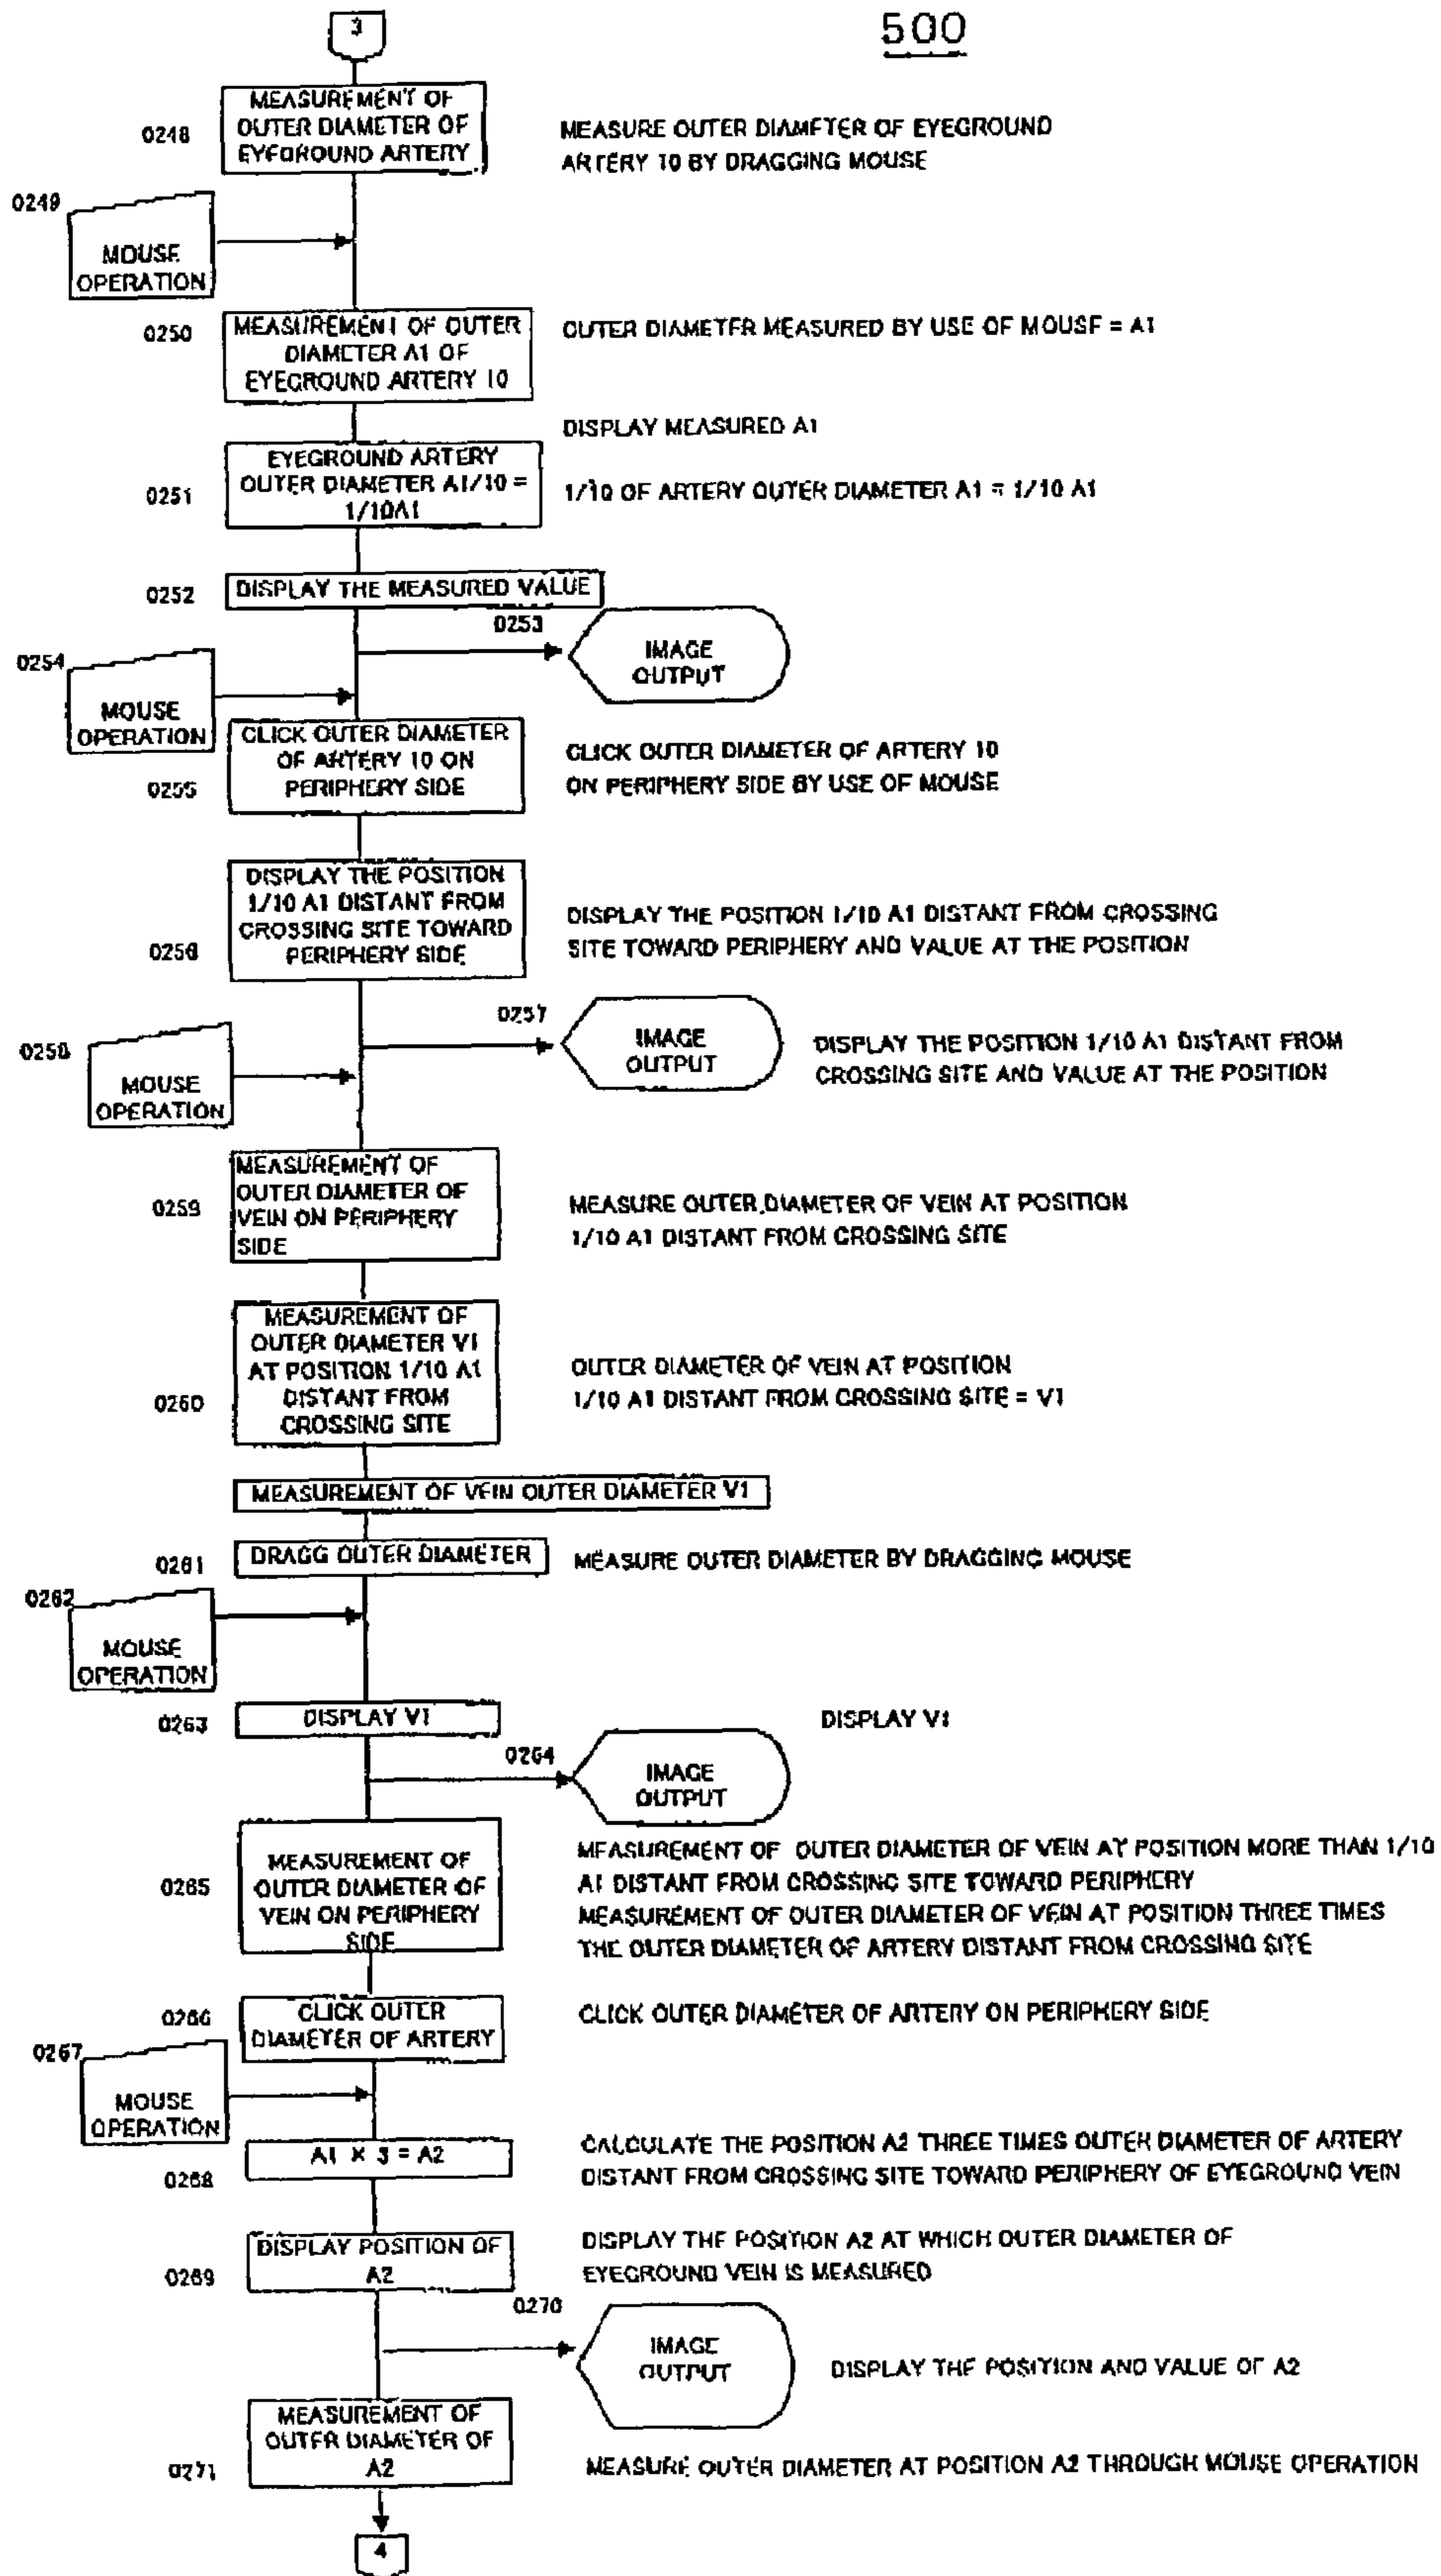 3
500
MEASUREMENT OF
OUTER DIAMETER OF
EYEGROUND ARTERY
0248
MEASURE OUTER DIAMETER OF EYEGROUND
ARTERY 10 BY DRAGGING MOUSE
0249
MOUSE
OPERATION
0250
MEASUREMENT OF OUTER
DIAMETER A1 OF
EYEGROUND ARTERY 10
OUTER DIAMETER MEASURED BY USE OF MOUSE = A1
DISPLAY MEASURED A1
0251
EYEGROUND ARTERY
OUTER DIAMETER A1/10 =
1/10A1
1/10 OF ARTERY OUTER DIAMETER A1 = 1/10 A1
0252
DISPLAY THE MEASURED VALUE
0253
IMAGE
OUTPUT
0254
MOUSE
OPERATION
0255
CLICK OUTER DIAMETER
OF ARTERY 10 ON
PERIPHERY SIDE
CLICK OUTER DIAMETER OF ARTERY 10
ON PERIPHERY SIDE BY USE OF MOUSE
0256
DISPLAY THE POSITION
1/10 A1 DISTANT FROM
CROSSING SITE TOWARD
PERIPHERY SIDE
DISPLAY THE POSITION 1/10 A1 DISTANT FROM CROSSING
SITE TOWARD PERIPHERY AND VALUE AT THE POSITION
0257
IMAGE
OUTPUT
DISPLAY THE POSITION 1/10 A1 DISTANT FROM
CROSSING SITE AND VALUE AT THE POSITION
0258
MOUSE
OPERATION
0259
MEASUREMENT OF
OUTER DIAMETER OF
VEIN ON PERIPHERY
SIDE
MEASURE OUTER DIAMETER OF VEIN AT POSITION
1/10 A1 DISTANT FROM CROSSING SITE
0260
MEASUREMENT OF
OUTER DIAMETER V1
AT POSITION 1/10 A1
DISTANT FROM
CROSSING SITE
OUTER DIAMETER OF VEIN AT POSITION
1/10 A1 DISTANT FROM CROSSING SITE = V1
MEASUREMENT OF VEIN OUTER DIAMETER V1
0261
DRAGG OUTER DIAMETER
MEASURE OUTER DIAMETER BY DRAGGING MOUSE
0262
MOUSE
OPERATION
0263
DISPLAY V1
DISPLAY V1
0264
IMAGE
OUTPUT
0265
MEASUREMENT OF
OUTER DIAMETER OF
VEIN ON PERIPHERY
SIDE
MEASUREMENT OF OUTER DIAMETER OF VEIN AT POSITION MORE THAN 1/10
A1 DISTANT FROM CROSSING SITE TOWARD PERIPHERY
MEASUREMENT OF OUTER DIAMETER OF VEIN AT POSITION THREE TIMES
THE OUTER DIAMETER OF ARTERY DISTANT FROM CROSSING SITE
0266
CLICK OUTER
DIAMETER OF ARTERY
CLICK OUTER DIAMETER OF ARTERY ON PERIPHERY SIDE
0267
MOUSE
OPERATION
0268
A1 × 3 = A2
CALCULATE THE POSITION A2 THREE TIMES OUTER DIAMETER OF ARTERY
DISTANT FROM CROSSING SITE TOWARD PERIPHERY OF EYEGROUND VEIN
0269
DISPLAY POSITION OF
A2
DISPLAY THE POSITION A2 AT WHICH OUTER DIAMETER OF
EYEGROUND VEIN IS MEASURED
0270
IMAGE
OUTPUT
DISPLAY THE POSITION AND VALUE OF A2
0271
MEASUREMENT OF
OUTER DIAMETER OF
A2
MEASURE OUTER DIAMETER AT POSITION A2 THROUGH MOUSE OPERATION
4